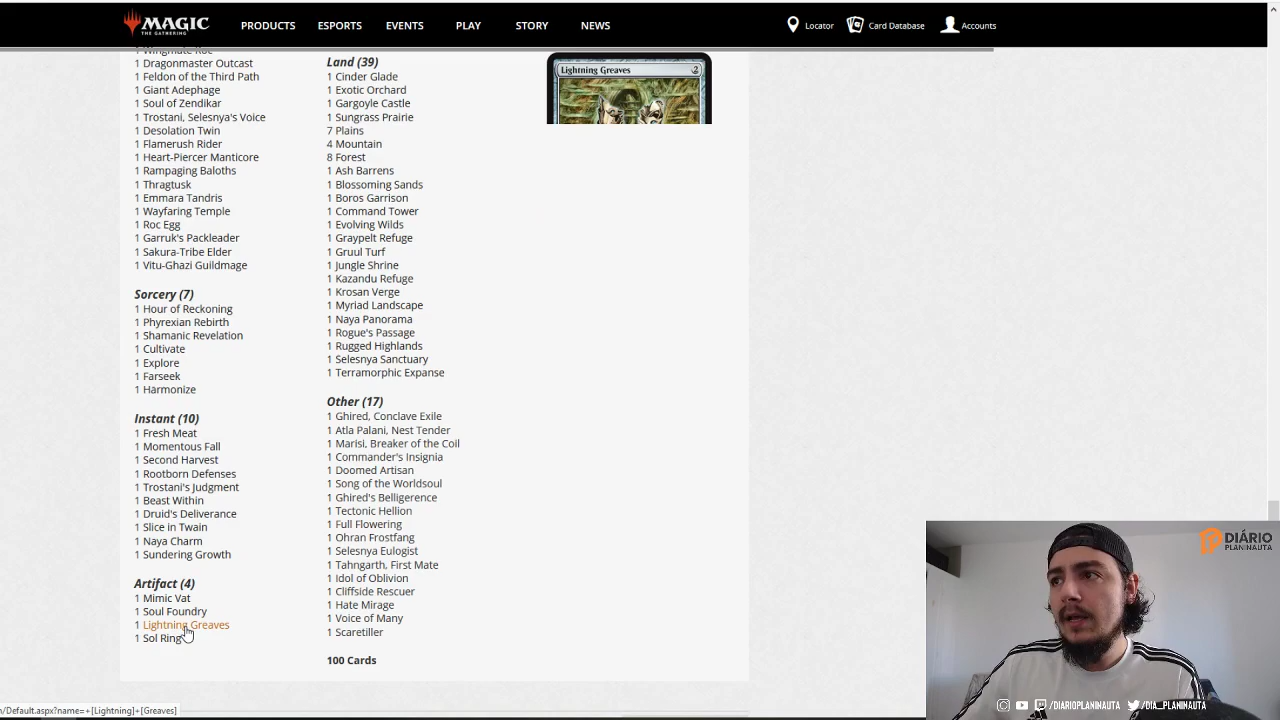 MAGIC
THE GATHERING
PRODUCTS
ESPORTS
EVENTS
PLAY
STORY
NEWS
Locator
Card Database
Accounts
1 Wingmate Roc
1 Dragonmaster Outcast
1 Feldon of the Third Path
1 Giant Adephage
1 Soul of Zendikar
1 Trostani, Selesnya's Voice
1 Desolation Twin
1 Flamerush Rider
1 Heart-Piercer Manticore
1 Rampaging Baloths
1 Thragtusk
1 Emmara Tandris
1 Wayfaring Temple
1 Roc Egg
1 Garruk's Packleader
1 Sakura-Tribe Elder
1 Vitu-Ghazi Guildmage
Sorcery (7)
1 Hour of Reckoning
1 Phyrexian Rebirth
1 Shamanic Revelation
1 Cultivate
1 Explore
1 Farseek
1 Harmonize
Instant (10)
1 Fresh Meat
1 Momentous Fall
1 Second Harvest
1 Rootborn Defenses
1 Trostani's Judgment
1 Beast Within
1 Druid's Deliverance
1 Slice in Twain
1 Naya Charm
1 Sundering Growth
Artifact (4)
1 Mimic Vat
1 Soul Foundry
1 Lightning Greaves
1 Sol Ring
Land (39)
1 Cinder Glade
1 Exotic Orchard
1 Gargoyle Castle
1 Sungrass Prairie
7 Plains
4 Mountain
8 Forest
1 Ash Barrens
1 Blossoming Sands
1 Boros Garrison
1 Command Tower
1 Evolving Wilds
1 Graypelt Refuge
1 Gruul Turf
1 Jungle Shrine
1 Kazandu Refuge
1 Krosan Verge
1 Myriad Landscape
1 Naya Panorama
1 Rogue's Passage
1 Rugged Highlands
1 Selesnya Sanctuary
1 Terramorphic Expanse
Other (17)
1 Ghired, Conclave Exile
1 Atla Palani, Nest Tender
1 Marisi, Breaker of the Coil
1 Commander's Insignia
1 Doomed Artisan
1 Song of the Worldsoul
1 Ghired's Belligerence
1 Tectonic Hellion
1 Full Flowering
1 Ohran Frostfang
1 Selesnya Eulogist
1 Tahngarth, First Mate
1 Idol of Oblivion
1 Cliffside Rescuer
1 Hate Mirage
1 Voice of Many
1 Scaretiller
100 Cards
Lightning Greaves 2
DIÁRIO
PLANINAUTA
/DIARIOPLANINAUTA
/DIA_PLANINAUTA
n/Default.aspx?name=+[Lightning]+[Greaves]